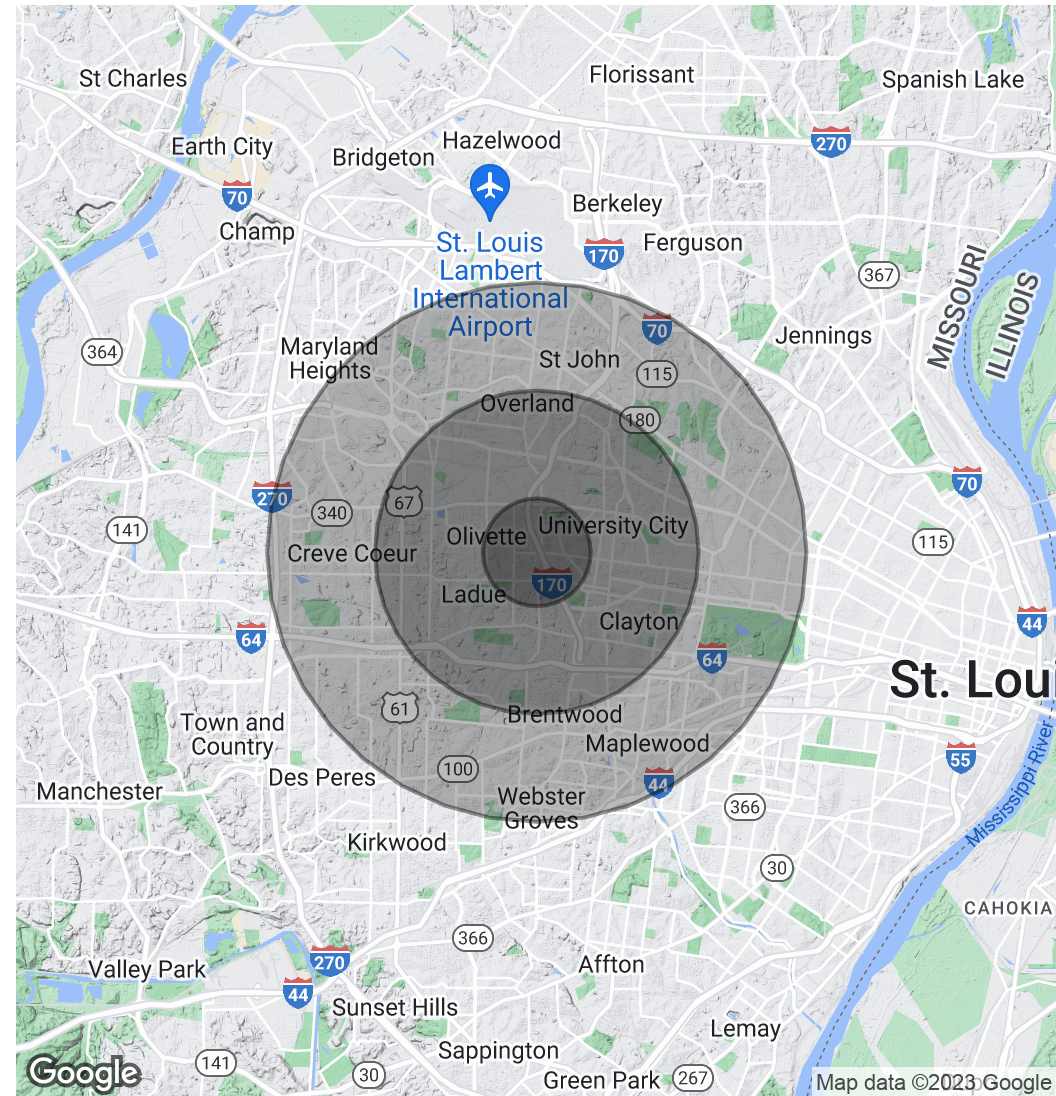 St Charles
Florissant
Spanish Lake
Earth City
Bridgeton
Hazelwood
270
70
Champ
Berkeley
Ferguson
170
367
St. Louis
Lambert
International
Airport
MISSOURI
ILLINOIS
364
Maryland
Heights
70
St John
115
Jennings
Overland
180
270
340
67
70
141
Olivette
University City
115
Creve Coeur
170
Ladue
Clayton
44
64
64
St. Loui
61
Town and
Country
Brentwood
Maplewood
55
Mississippi River
Manchester
Des Peres
100
44
Webster
Groves
366
Kirkwood
30
CAHOKIA
366
270
Valley Park
44
Affton
Sunset Hills
Lemay
Sappington
141
30
Green Park
267
Google
Map data ©2023 Google